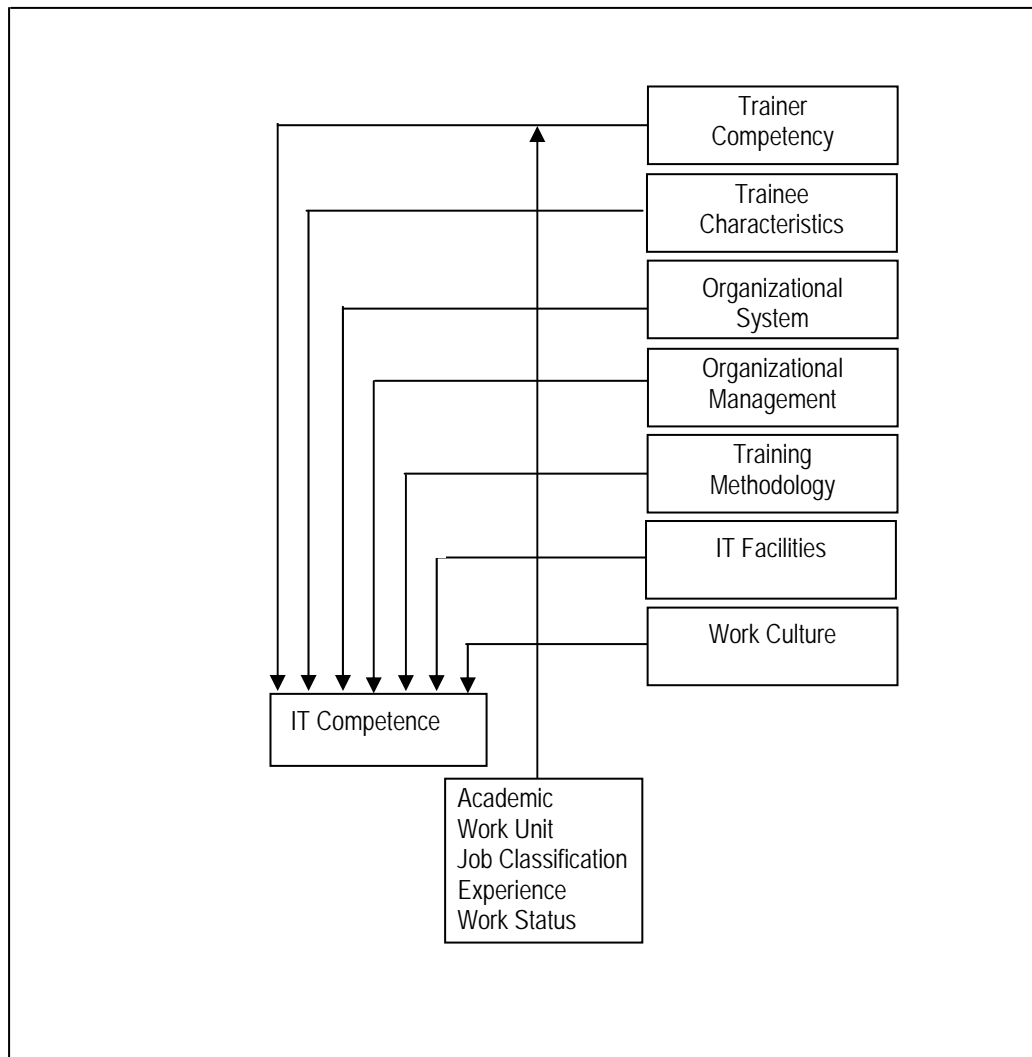 Trainer
Competency
Trainee
Characteristics
Organizational
System
Organizational
Management
Training
Methodology
IT Facilities
Work Culture
IT Competence
Academic
Work Unit
Job Classification
Experience
Work Status